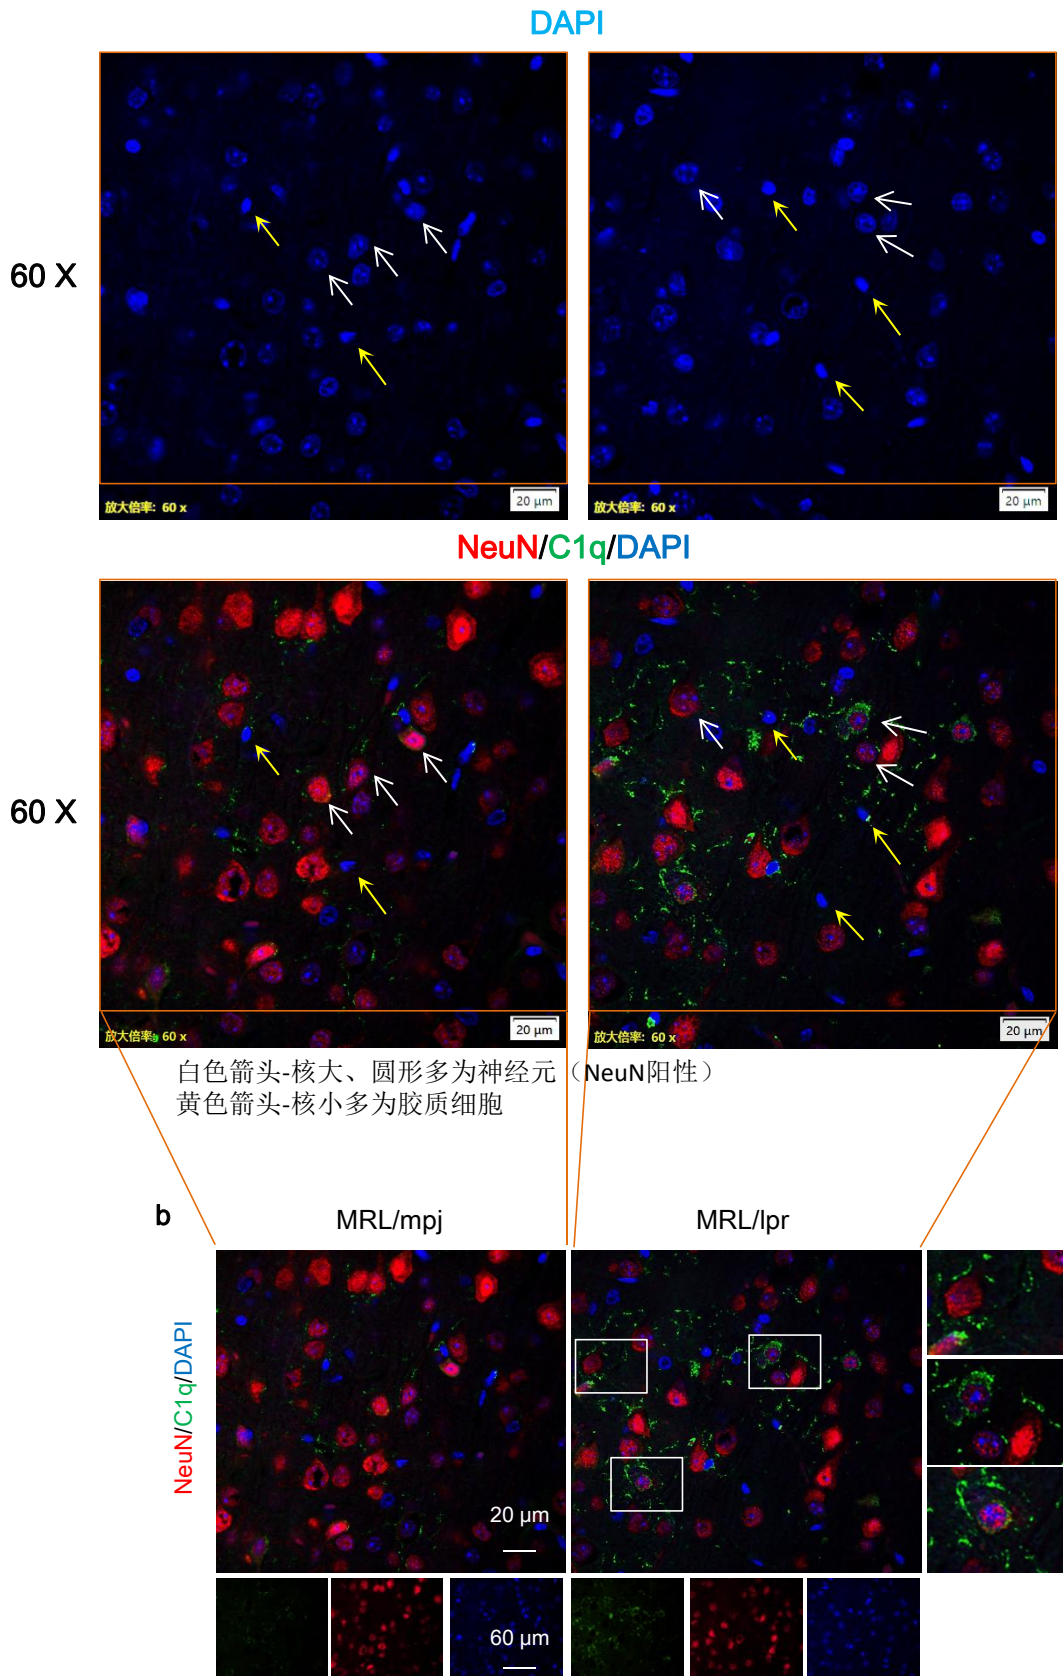 DAPI
60 X
放大倍率: 60 x
20 µm
放大倍率: 60 x
20 µm
NeuN/C1q/DAPI
60 X
放大倍率: 60 x
20 µm
放大倍率: 60 x
20 µm
白色箭头-核大、圆形多为神经元（NeuN阳性）
黄色箭头-核小多为胶质细胞
b
MRL/mpj
MRL/lpr
NeuN/C1q/DAPI
20 µm
60 µm